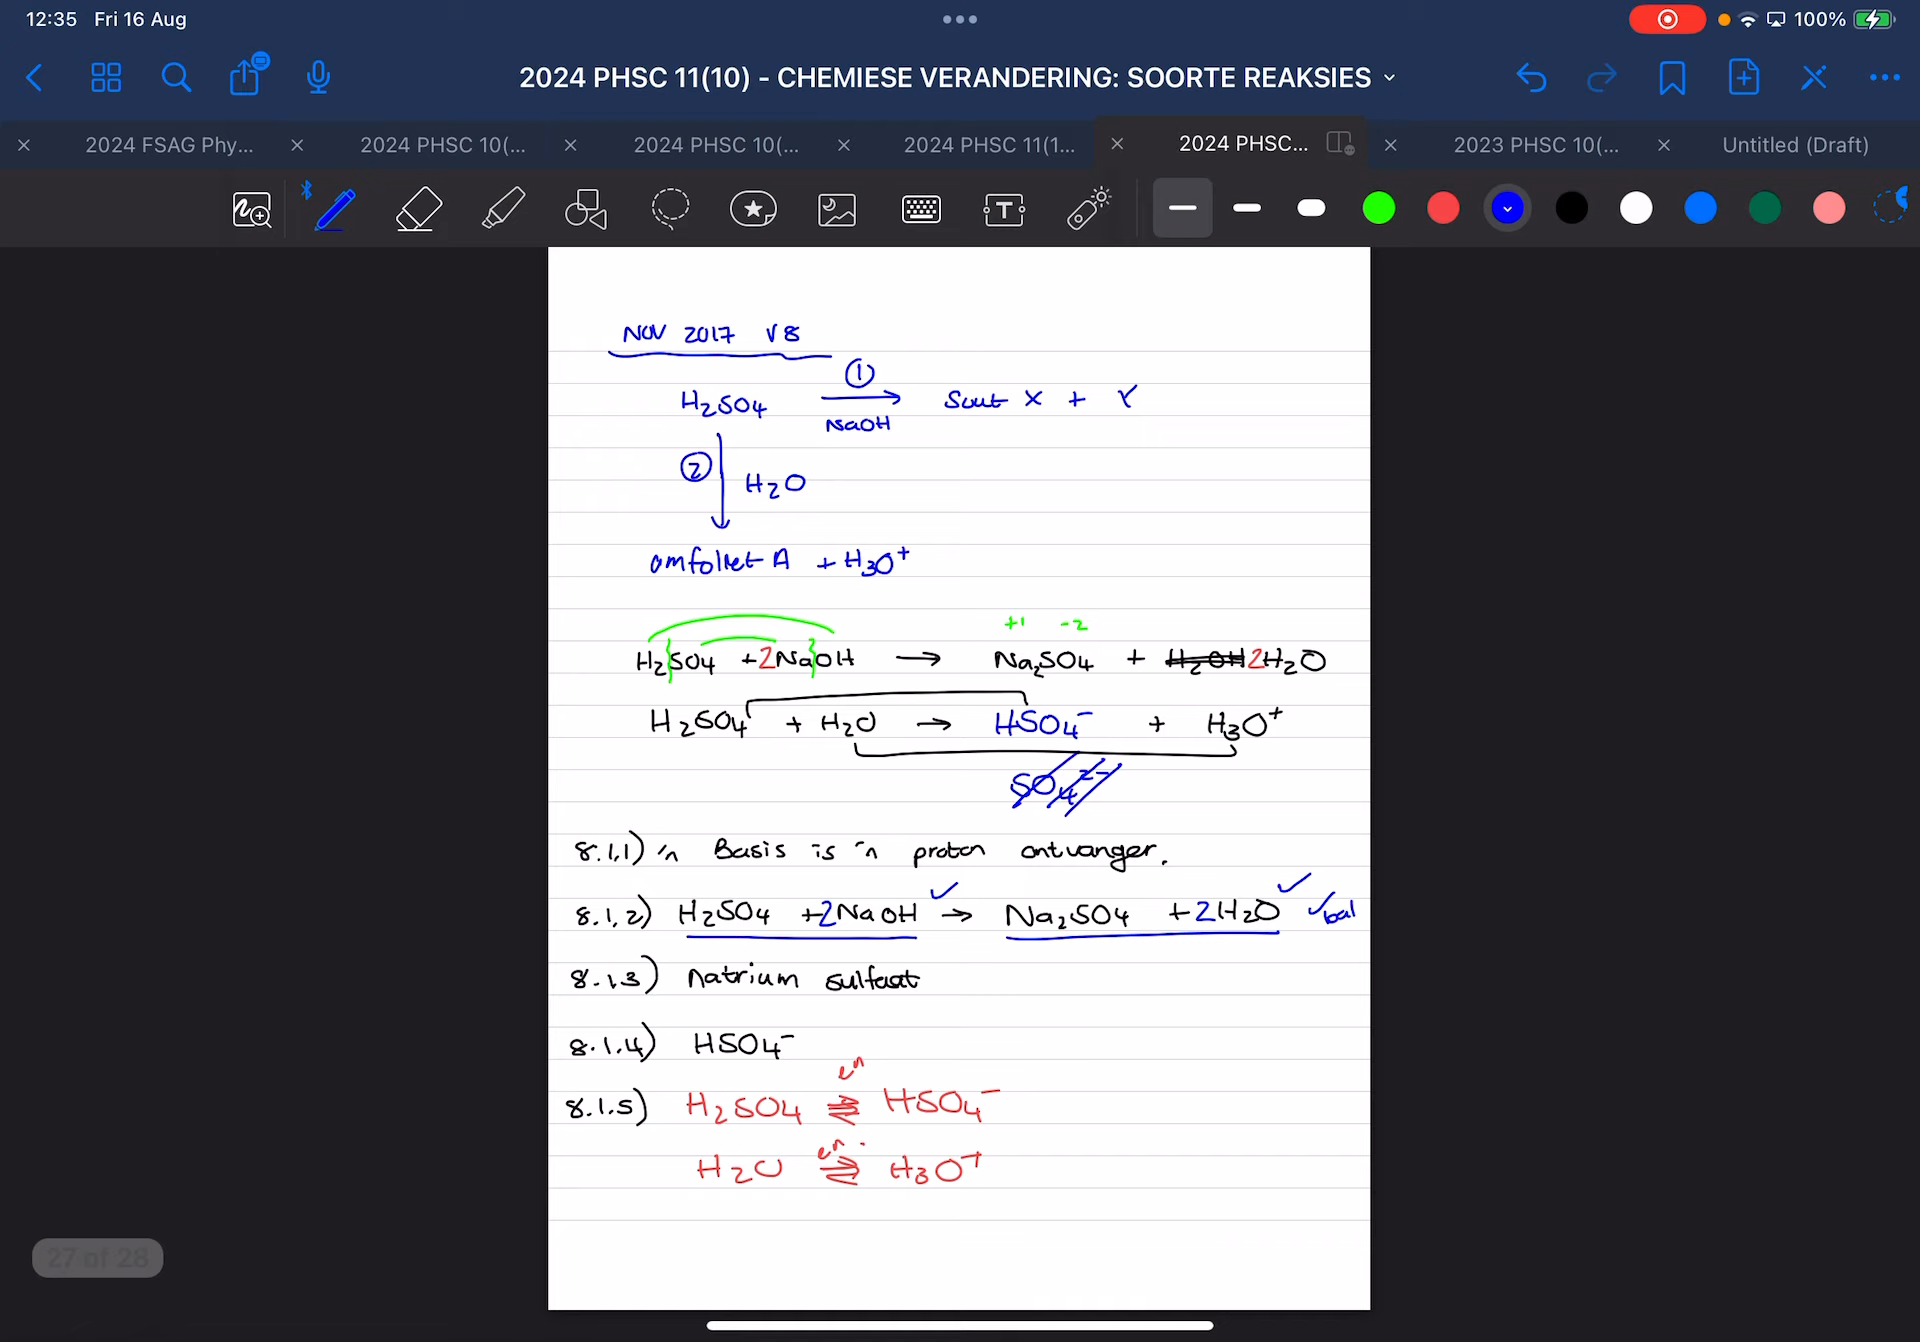 12:35 Fri 16 Aug 100%
2024 PHSC 11(10) - CHEMIESE VERANDERING: SOORTE REAKSIES
2024 FSAG Phy... 2024 PHSC 10(... 2024 PHSC 10(... 2024 PHSC 11(1... 2024 PHSC... 2023 PHSC 10(... Untitled (Draft)
NOV 2017 V8
①
H₂SO₄ → Sout X + Y
NaOH
② H₂O
↓
amfoliet A + H₃O⁺
+1 -2
H₂SO₄ + 2NaOH → Na₂SO₄ + H₂OH 2H₂O
H₂SO₄ + H₂O → HSO₄⁻ + H₃O⁺
SO₄²⁻
8.1.1) 'n Basis is 'n proton ontvanger.
8.1.2) H₂SO₄ + 2NaOH ✓ → Na₂SO₄ + 2H₂O ✓ ✓bal
8.1.3) Natrium sulfaat
8.1.4) HSO₄⁻
8.1.5) H₂SO₄ en HSO₄⁻
H₂O en H₃O⁺
27 of 28